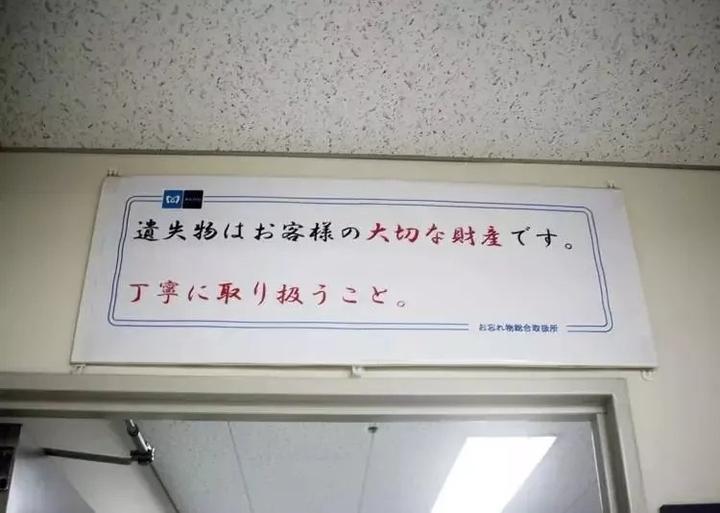 遺失物はお客様の大切な財産です。
丁寧に取り扱うこと。
お忘れ物総合取扱所